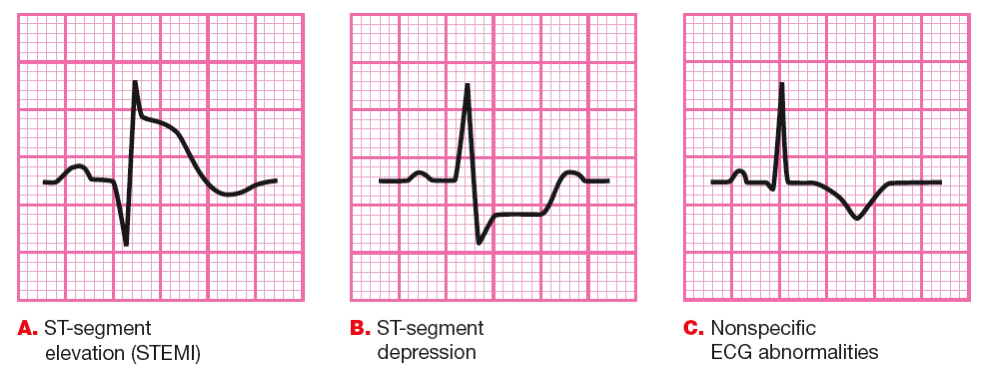 A. ST-segment
elevation (STEMI)
B. ST-segment
depression
C. Nonspecific
ECG abnormalities